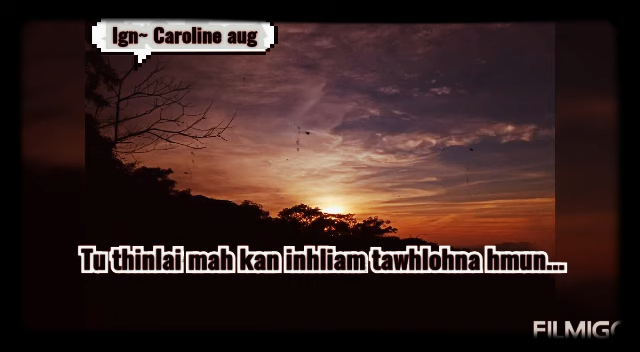 Ign~ Caroline aug
Tu thinlai mah kan inhliam tawhlohna hmun...
FILMIGO